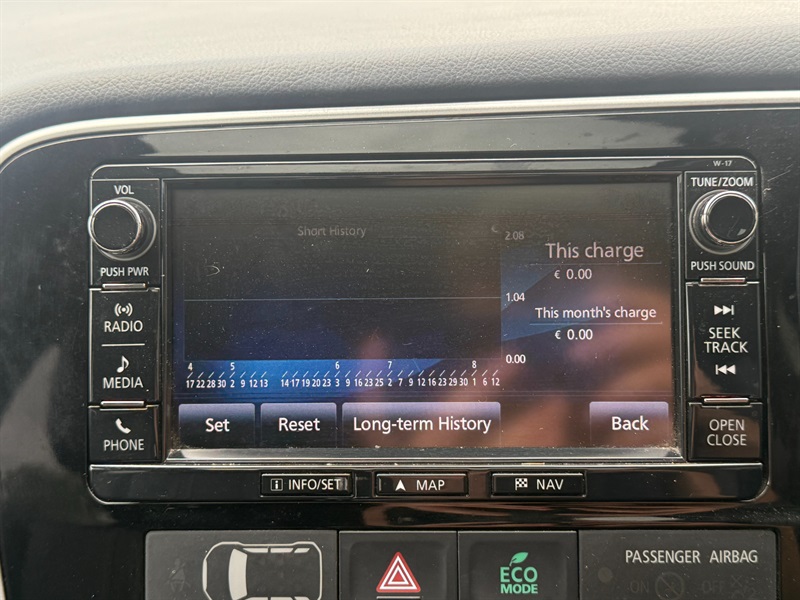 W-17
VOL
PUSH PWR
RADIO
MEDIA
PHONE
Short History
2.08
1.04
0.00
This charge
€ 0.00
This month's charge
€ 0.00
4 5 6 7 8
17 22 28 30 2 9 12 13 14 17 19 20 23 3 9 16 23 25 2 7 9 12 16 23 29 30 1 6 12
Set
Reset
Long-term History
Back
TUNE/ZOOM
PUSH SOUND
SEEK
TRACK
OPEN
CLOSE
INFO/SET
MAP
NAV
ECO
MODE
PASSENGER AIRBAG
ON OFF